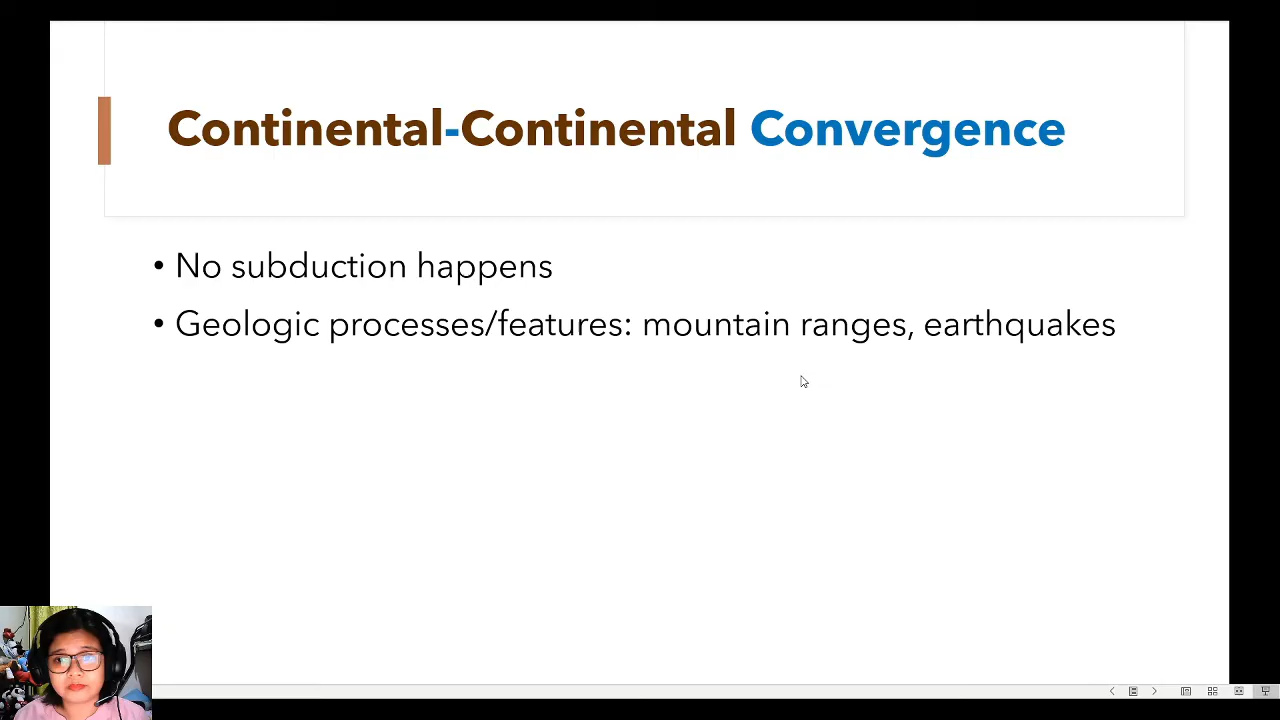 Continental-Continental Convergence
• No subduction happens
• Geologic processes/features: mountain ranges, earthquakes